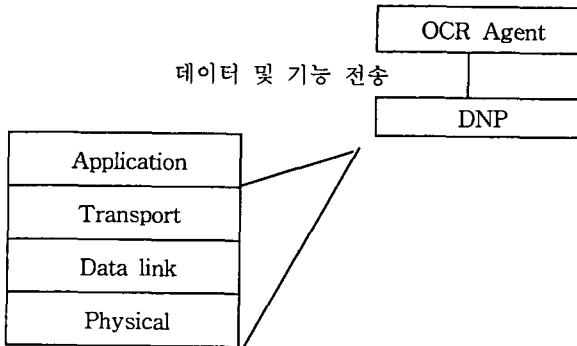 OCR Agent
데이터 및 기능 전송
DNP
Application
Transport
Data link
Physical